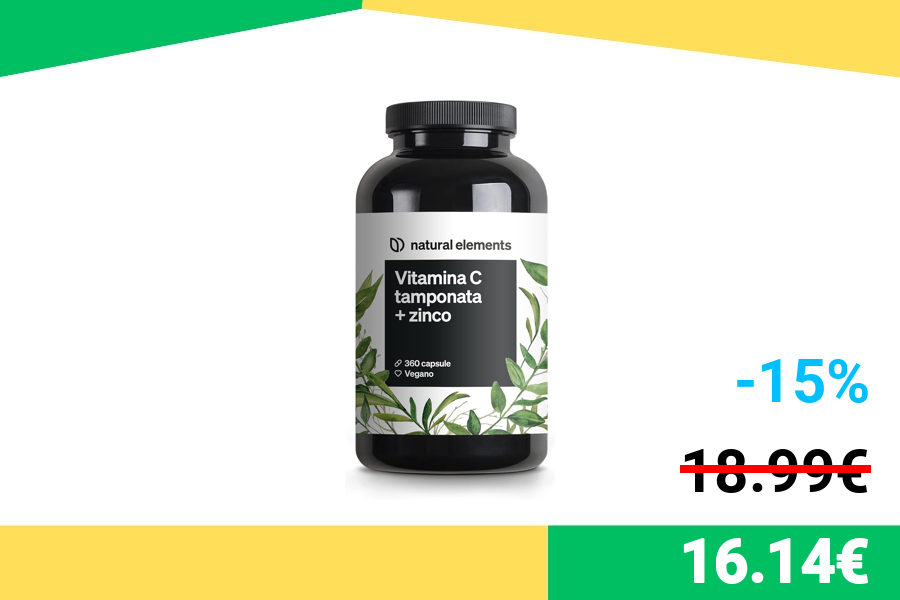 natural elements
Vitamina C
tamponata
+ zinco
360 capsule
Vegano
-15%
18.99€
16.14€